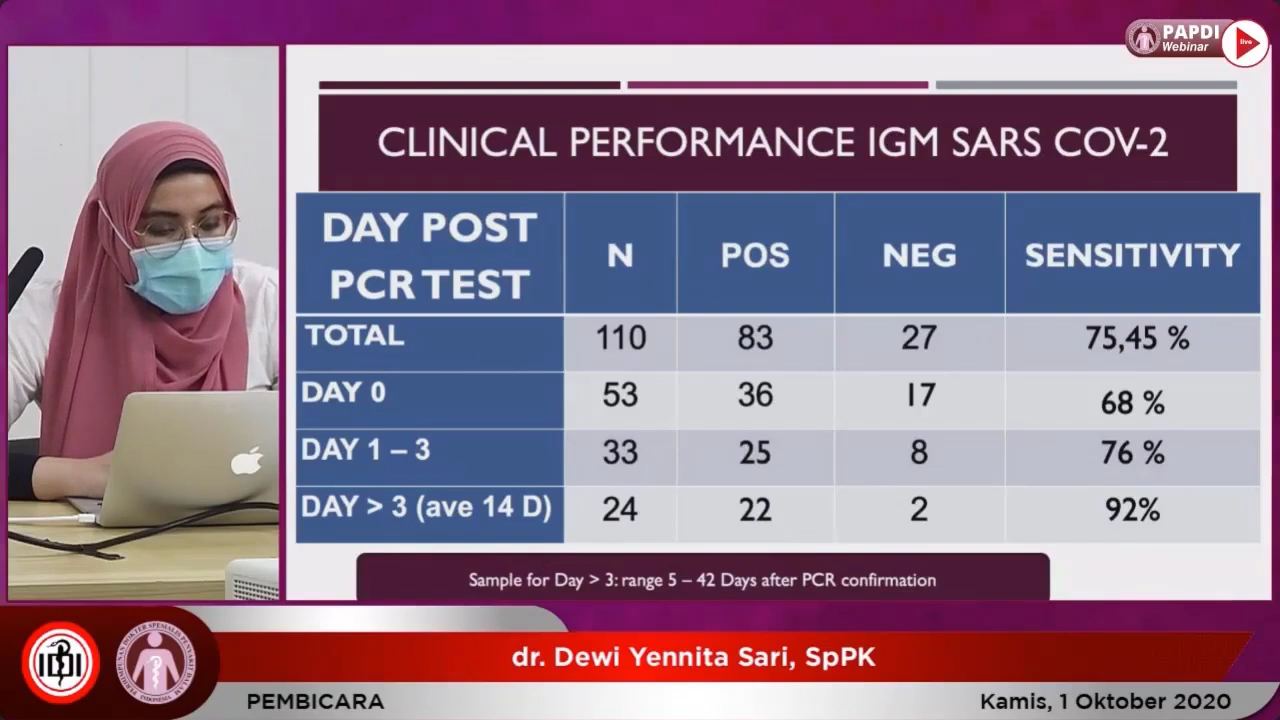 PAPDI
Webinar
live
CLINICAL PERFORMANCE IGM SARS COV-2
DAY POST PCR TEST N POS NEG SENSITIVITY
TOTAL 110 83 27 75,45 %
DAY 0 53 36 17 68 %
DAY 1 – 3 33 25 8 76 %
DAY > 3 (ave 14 D) 24 22 2 92%
Sample for Day > 3: range 5 – 42 Days after PCR confirmation
IDI
dr. Dewi Yennita Sari, SpPK
PEMBICARA
Kamis, 1 Oktober 2020